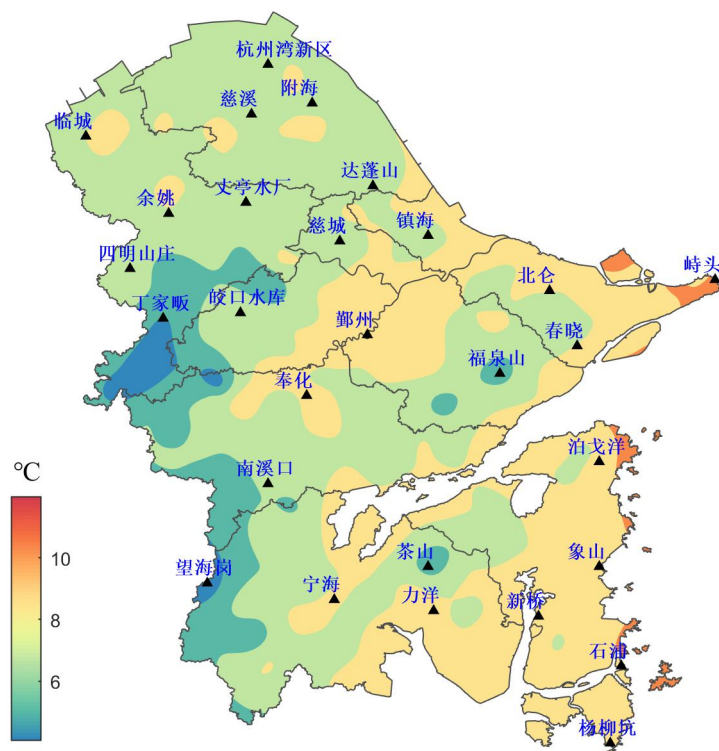 杭州湾新区
附海
慈溪
临城
达蓬山
丈亭水厂
余姚
镇海
慈城
四明山庄
峙头
北仑
皎口水库
丁家畈
鄞州
春晓
福泉山
奉化
泊戈洋
℃
南溪口
10
茶山
象山
望海岗
宁海
力洋
新桥
8
石浦
6
杨柳坑